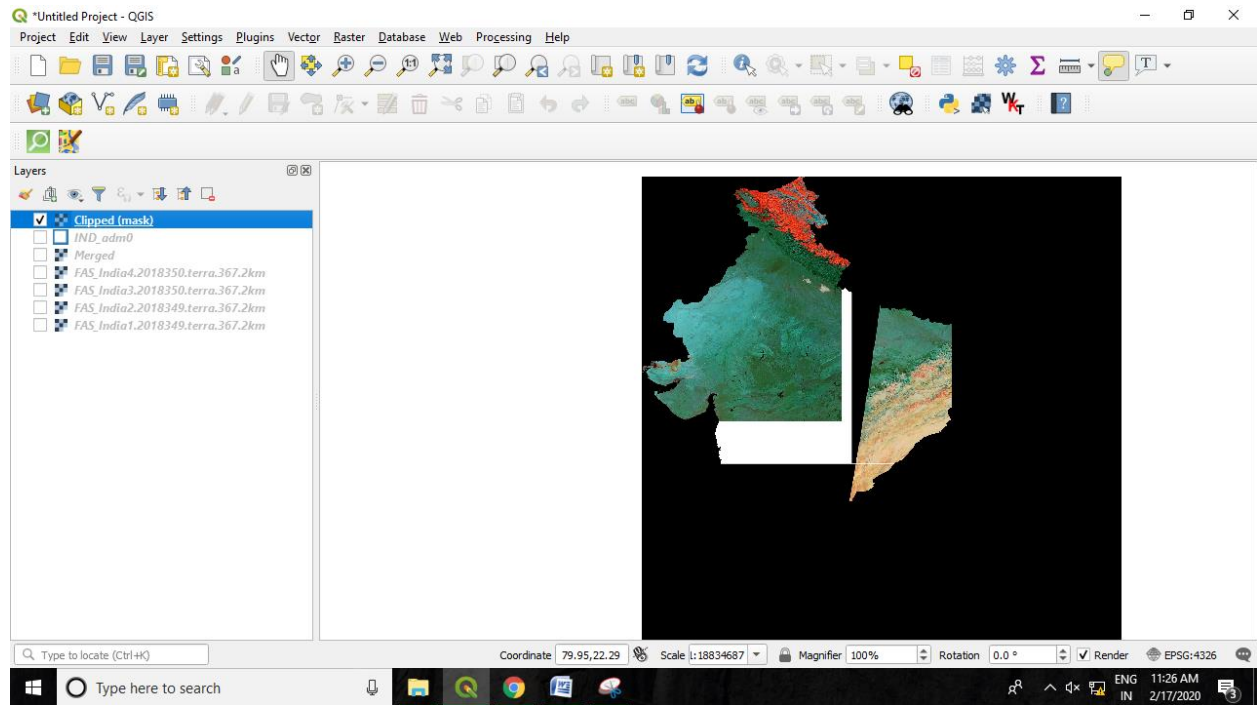 *Untitled Project - QGIS
Project Edit View Layer Settings Plugins Vector Raster Database Web Processing Help
Layers
Clipped (mask)
IND_adm0
Merged
FAS_India4.2018350.terra.367.2km
FAS_India3.2018350.terra.367.2km
FAS_India2.2018349.terra.367.2km
FAS_India1.2018349.terra.367.2km
Type to locate (Ctrl+K) Coordinate 79.95,22.29 Scale 1:18834687 Magnifier 100% Rotation 0.0 ° Render EPSG:4326
Type here to search ENG 11:26 AM
IN 2/17/2020 3